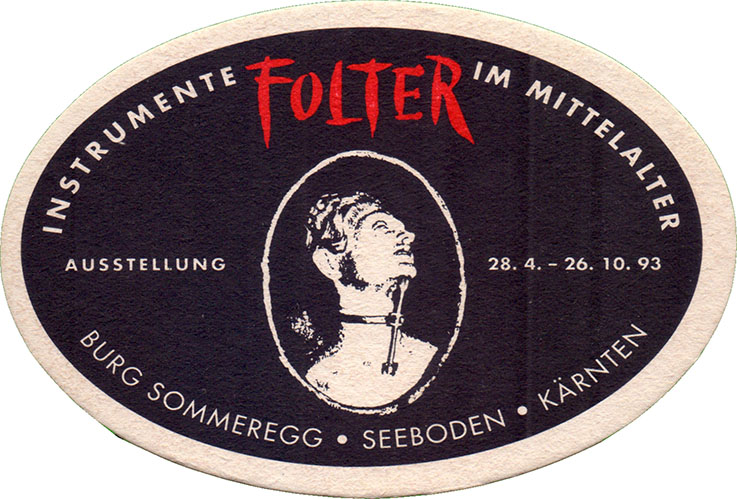 INSTRUMENTE FOLTER IM MITTELALTER
AUSSTELLUNG 28. 4. – 26. 10. 93
BURG SOMMEREGG • SEEBODEN • KÄRNTEN